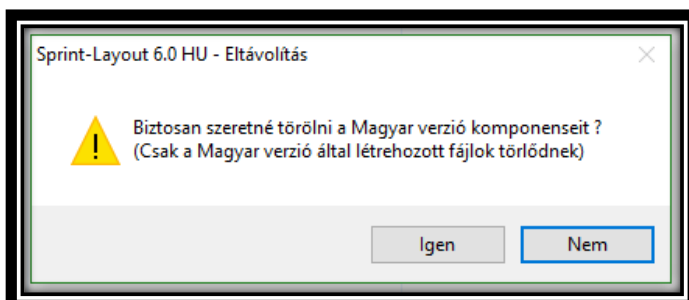 Sprint-Layout 6.0 HU - Eltávolítás
Biztosan szeretné törölni a Magyar verzió komponenseit ?
(Csak a Magyar verzió által létrehozott fájlok törlődnek)
Igen
Nem